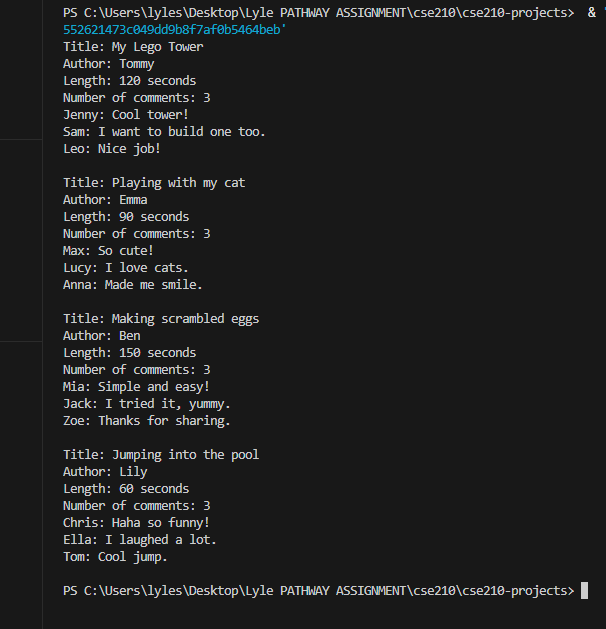 PS C:\Users\lyles\Desktop\Lyle PATHWAY ASSIGNMENT\cse210\cse210-projects>  & '
552621473c049dd9b8f7af0b5464beb'
Title: My Lego Tower
Author: Tommy
Length: 120 seconds
Number of comments: 3
Jenny: Cool tower!
Sam: I want to build one too.
Leo: Nice job!

Title: Playing with my cat
Author: Emma
Length: 90 seconds
Number of comments: 3
Max: So cute!
Lucy: I love cats.
Anna: Made me smile.

Title: Making scrambled eggs
Author: Ben
Length: 150 seconds
Number of comments: 3
Mia: Simple and easy!
Jack: I tried it, yummy.
Zoe: Thanks for sharing.

Title: Jumping into the pool
Author: Lily
Length: 60 seconds
Number of comments: 3
Chris: Haha so funny!
Ella: I laughed a lot.
Tom: Cool jump.

PS C:\Users\lyles\Desktop\Lyle PATHWAY ASSIGNMENT\cse210\cse210-projects>